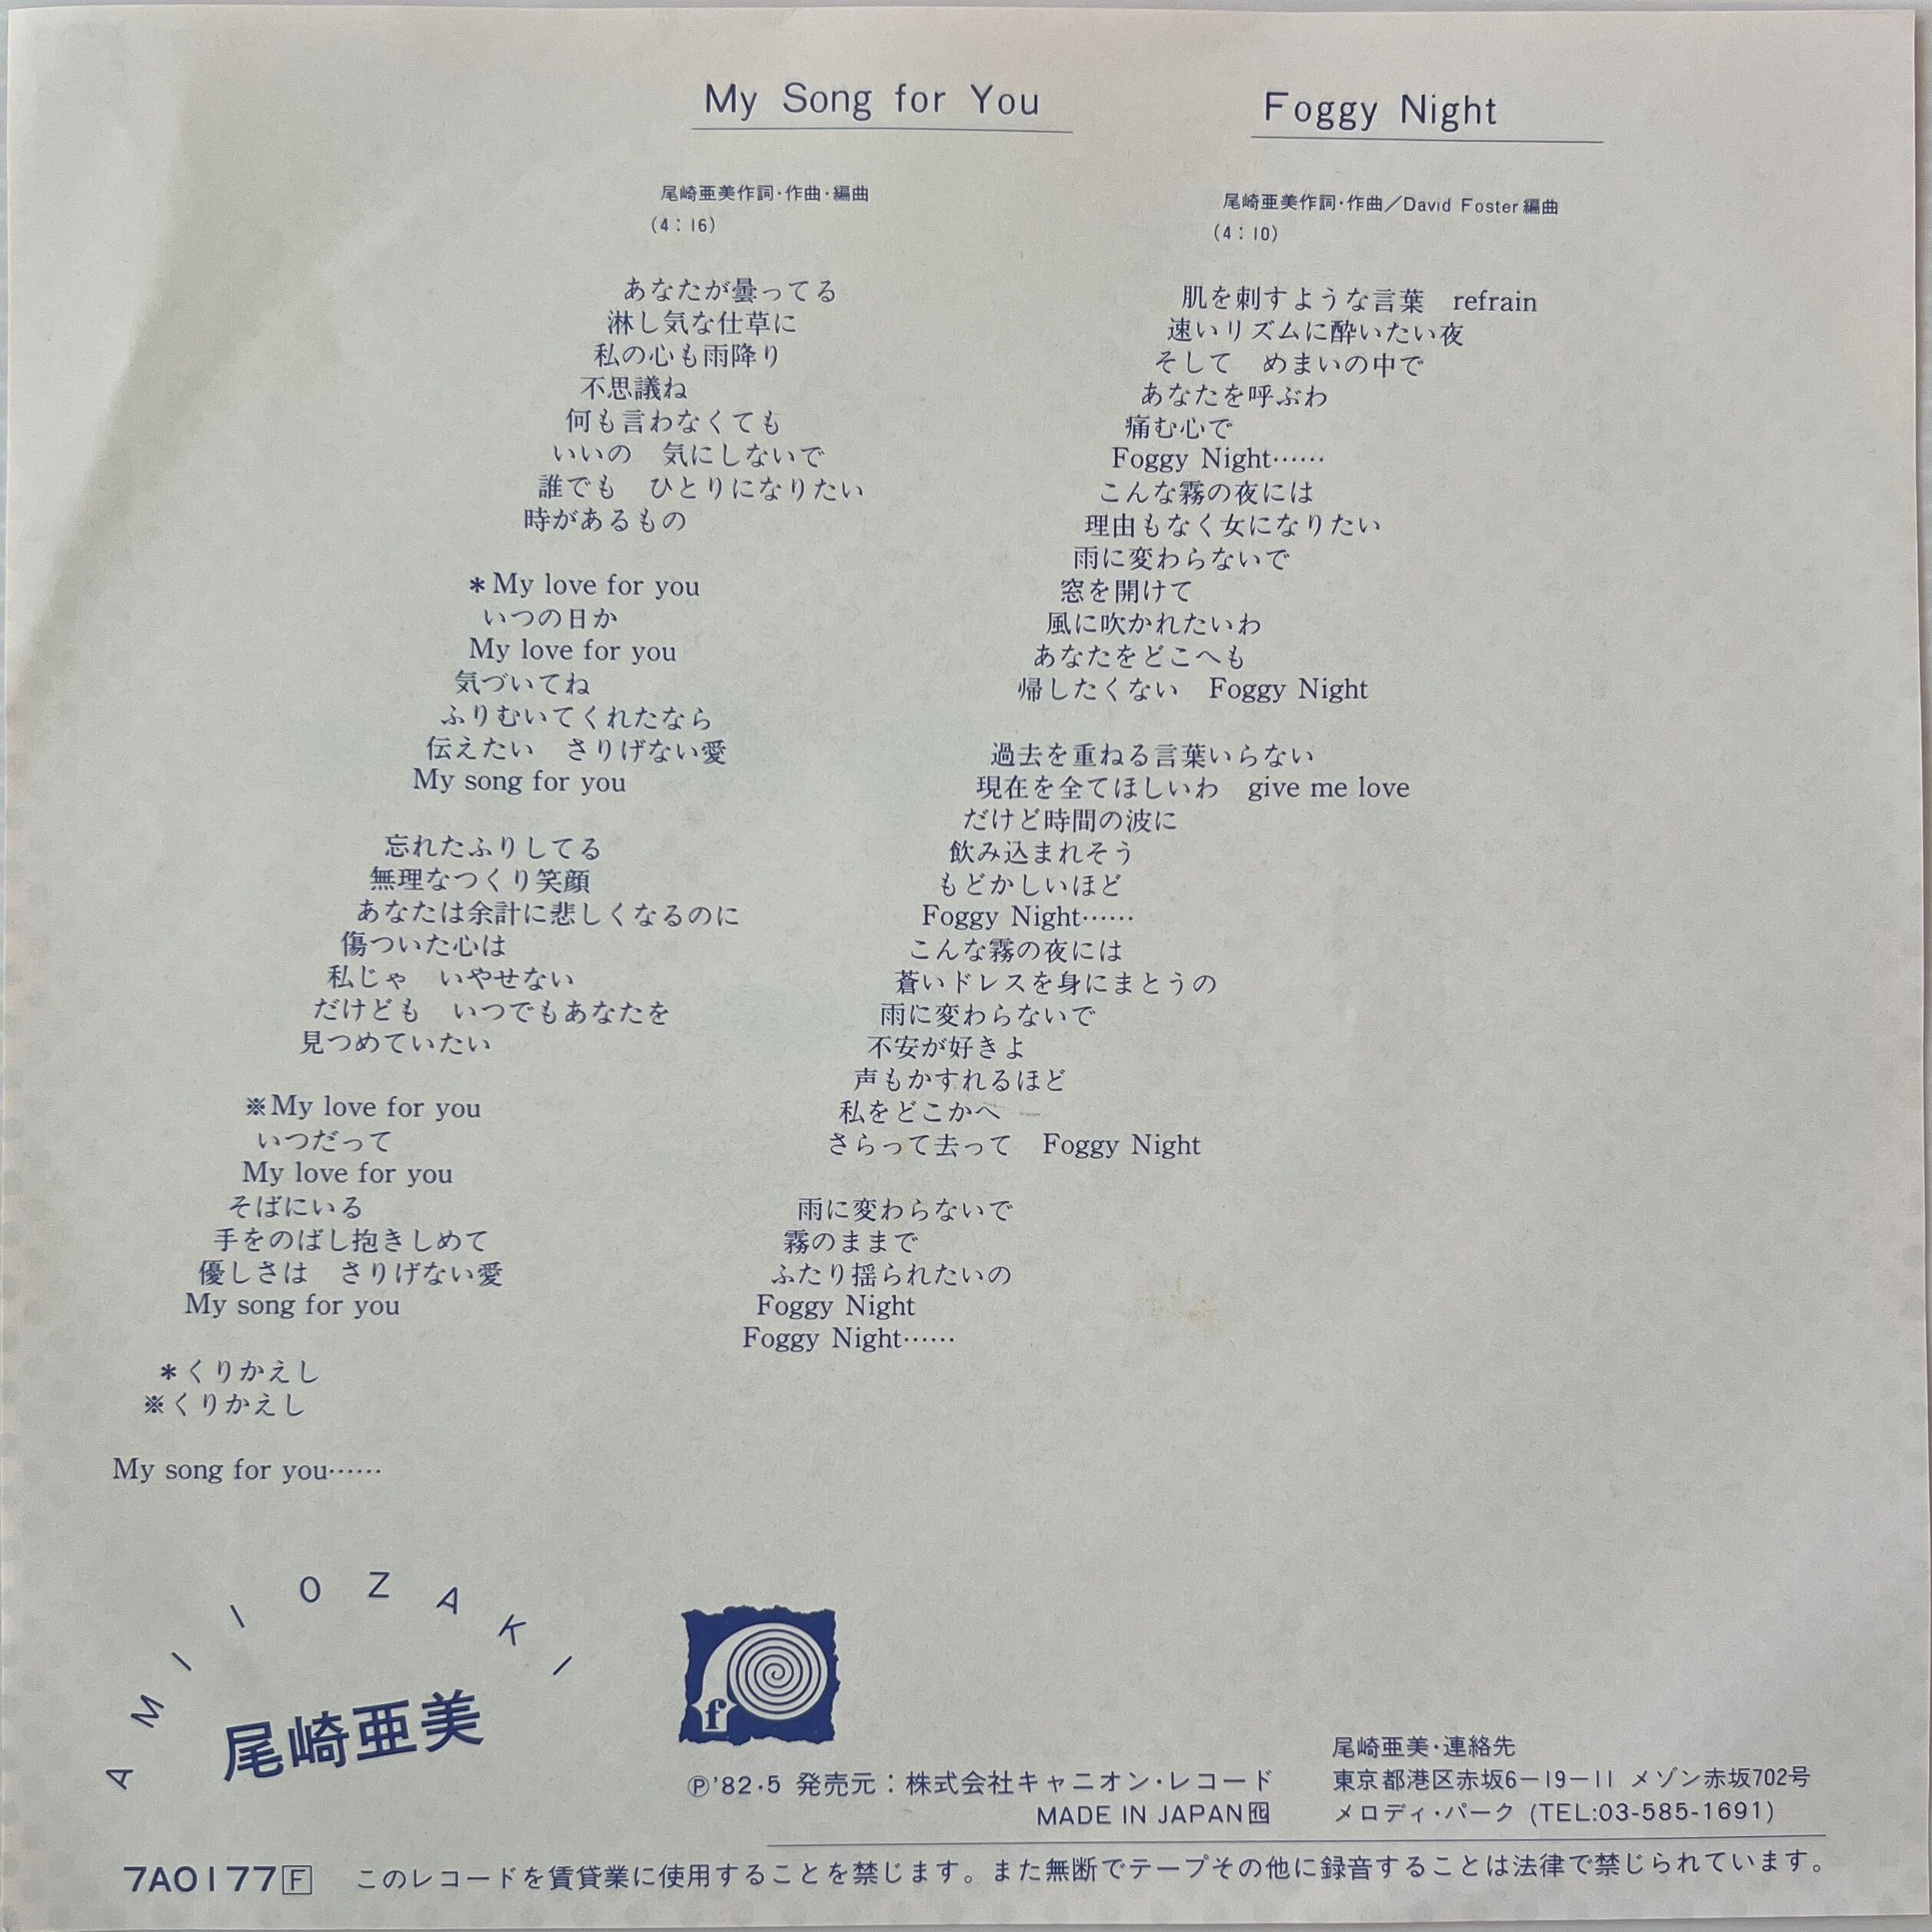 My Song for You
尾崎亜美作詞・作曲・編曲
(4:16)
あなたが曇ってる
淋し気な仕草に
私の心も雨降り
不思議ね
何も言わなくても
いいの　気にしないで
誰でも　ひとりになりたい
時があるもの
*My love for you
いつの日か
My love for you
気づいてね
ふりむいてくれたなら
伝えたい　さりげない愛
My song for you
忘れたふりしてる
無理なつくり笑顔
あなたは余計に悲しくなるのに
傷ついた心は
私じゃ　いやせない
だけども　いつでもあなたを
見つめていたい
※My love for you
いつだって
My love for you
そばにいる
手をのばし抱きしめて
優しさは　さりげない愛
My song for you
*くりかえし
※くりかえし
My song for you……
Foggy Night
尾崎亜美作詞・作曲／David Foster編曲
(4:10)
肌を刺すような言葉　refrain
速いリズムに酔いたい夜
そして　めまいの中で
あなたを呼ぶわ
痛む心で
Foggy Night……
こんな霧の夜には
理由もなく女になりたい
雨に変わらないで
窓を開けて
風に吹かれたいわ
あなたをどこへも
帰したくない　Foggy Night
過去を重ねる言葉いらない
現在を全てほしいわ　give me love
だけど時間の波に
飲み込まれそう
もどかしいほど
Foggy Night……
こんな霧の夜には
蒼いドレスを身にまとうの
雨に変わらないで
不安が好きよ
声もかすれるほど
私をどこかへ
さらって去って　Foggy Night
雨に変わらないで
霧のままで
ふたり揺られたいの
Foggy Night
Foggy Night……
AMII OZAKI
尾崎亜美
f
Ⓟ'82・5 発売元：株式会社キャニオン・レコード
MADE IN JAPAN
尾崎亜美・連絡先
東京都港区赤坂6－19－11 メゾン赤坂702号
メロディ・パーク (TEL:03-585-1691)
7A0177F このレコードを賃貸業に使用することを禁じます。また無断でテープその他に録音することは法律で禁じられています。